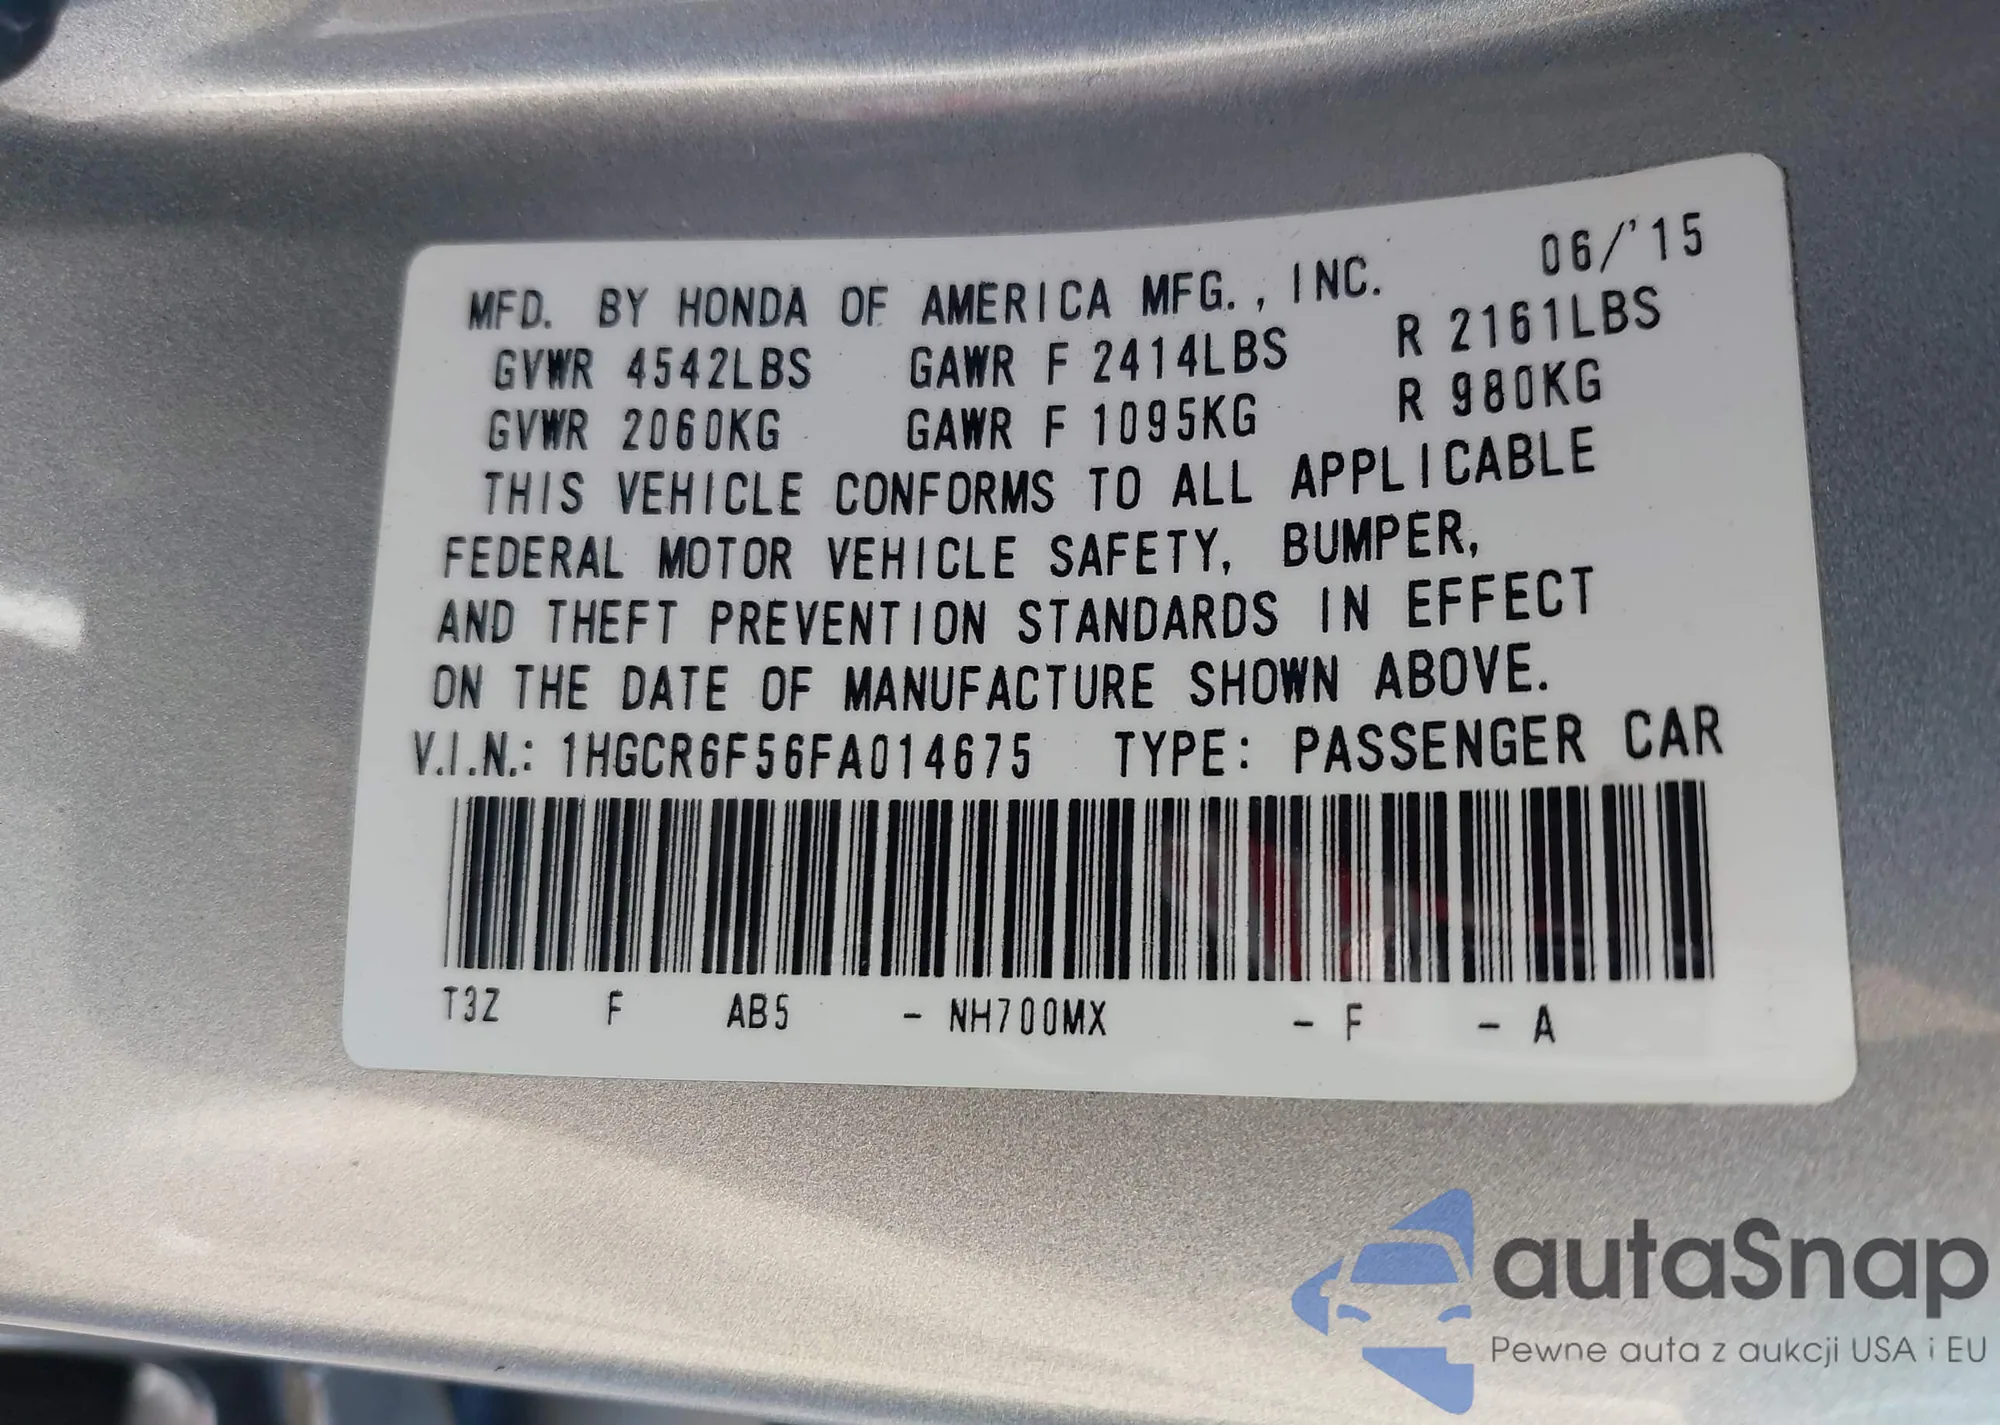 MFD. BY HONDA OF AMERICA MFG., INC. 06/'15
GVWR 4542LBS GAWR F 2414LBS R 2161LBS
GVWR 2060KG GAWR F 1095KG R 980KG
THIS VEHICLE CONFORMS TO ALL APPLICABLE
FEDERAL MOTOR VEHICLE SAFETY, BUMPER,
AND THEFT PREVENTION STANDARDS IN EFFECT
ON THE DATE OF MANUFACTURE SHOWN ABOVE.
V.I.N.: 1HGCR6F56FA014675 TYPE: PASSENGER CAR
T3Z F AB5 - NH700MX - F - A
autaSnap
Pewne auta z aukcji USA i EU